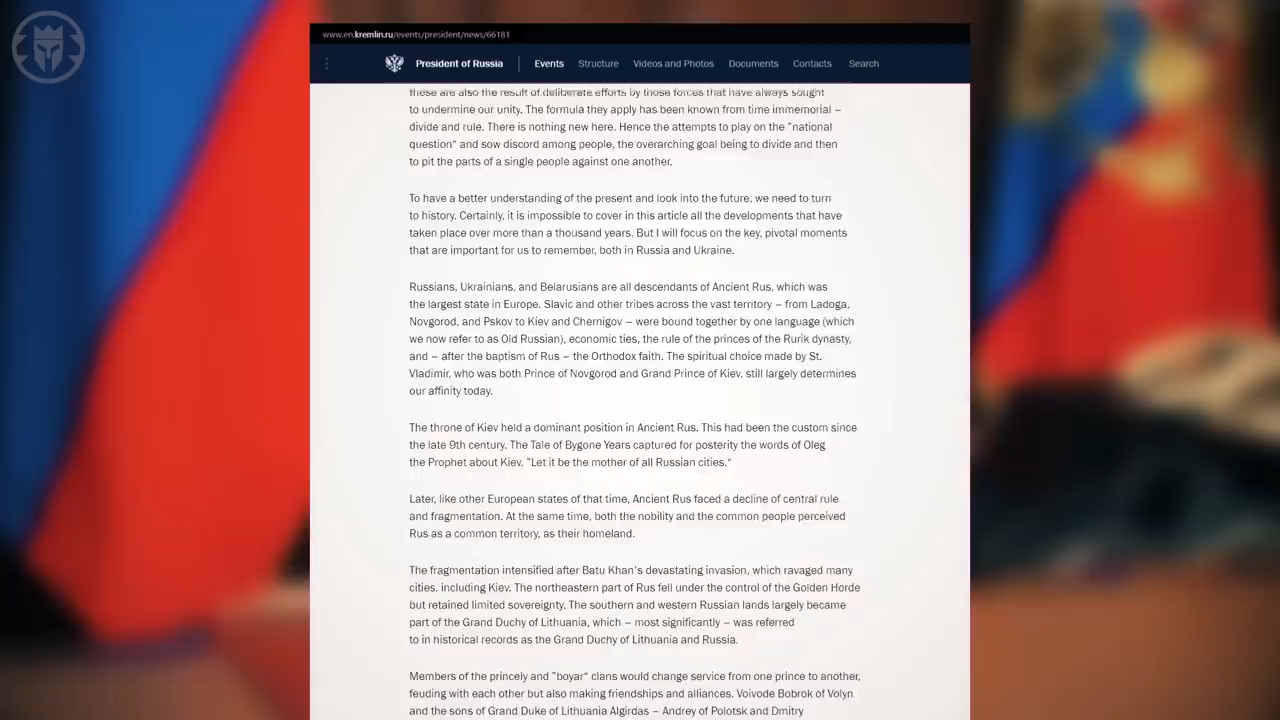 www.en.kremlin.ru/events/president/news/66181
President of Russia Events Structure Videos and Photos Documents Contacts Search
these are also the result of deliberate efforts by those forces that have always sought
to undermine our unity. The formula they apply has been known from time immemorial –
divide and rule. There is nothing new here. Hence the attempts to play on the "national
question" and sow discord among people, the overarching goal being to divide and then
to pit the parts of a single people against one another.
To have a better understanding of the present and look into the future, we need to turn
to history. Certainly, it is impossible to cover in this article all the developments that have
taken place over more than a thousand years. But I will focus on the key, pivotal moments
that are important for us to remember, both in Russia and Ukraine.
Russians, Ukrainians, and Belarusians are all descendants of Ancient Rus, which was
the largest state in Europe. Slavic and other tribes across the vast territory – from Ladoga,
Novgorod, and Pskov to Kiev and Chernigov – were bound together by one language (which
we now refer to as Old Russian), economic ties, the rule of the princes of the Rurik dynasty,
and – after the baptism of Rus – the Orthodox faith. The spiritual choice made by St.
Vladimir, who was both Prince of Novgorod and Grand Prince of Kiev, still largely determines
our affinity today.
The throne of Kiev held a dominant position in Ancient Rus. This had been the custom since
the late 9th century. The Tale of Bygone Years captured for posterity the words of Oleg
the Prophet about Kiev, "Let it be the mother of all Russian cities."
Later, like other European states of that time, Ancient Rus faced a decline of central rule
and fragmentation. At the same time, both the nobility and the common people perceived
Rus as a common territory, as their homeland.
The fragmentation intensified after Batu Khan's devastating invasion, which ravaged many
cities, including Kiev. The northeastern part of Rus fell under the control of the Golden Horde
but retained limited sovereignty. The southern and western Russian lands largely became
part of the Grand Duchy of Lithuania, which – most significantly – was referred
to in historical records as the Grand Duchy of Lithuania and Russia.
Members of the princely and "boyar" clans would change service from one prince to another,
feuding with each other but also making friendships and alliances. Voivode Bobrok of Volyn
and the sons of Grand Duke of Lithuania Algirdas – Andrey of Polotsk and Dmitry